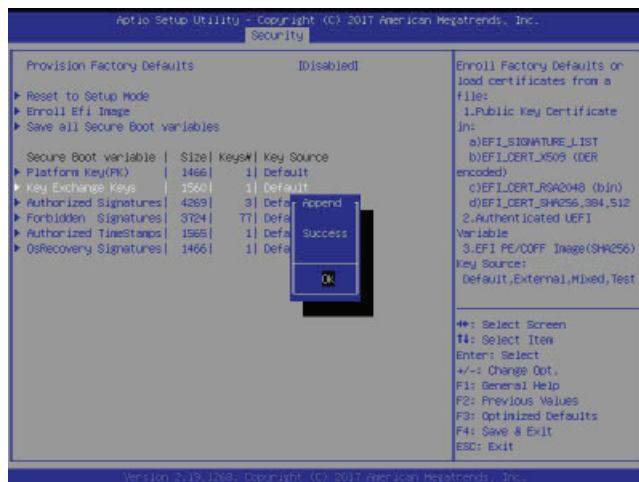 Aptio Setup Utility - Copyright (C) 2017 American Megatrends, Inc.
Security
Provision Factory Defaults [Disabled]
Reset to Setup Mode
Enroll Efi Image
Save all Secure Boot variables
Secure Boot variable | Size| Keys#| Key Source
Platform Key(PK) | 1466| 1| Default
Key Exchange Keys | 1560| 1| Default
Authorized Signatures| 4269| 3| Defa
Forbidden Signatures| 3724| 77| Defa
Authorized TimeStamps| 1565| 1| Defa
OsRecovery Signatures| 1466| 1| Defa
Append
Success
Ok
Enroll Factory Defaults or
load certificates from a
file:
1.Public Key Certificate
in:
a)EFI_SIGNATURE_LIST
b)EFI_CERT_X509 (DER
encoded)
c)EFI_CERT_RSA2048 (bin)
d)EFI_CERT_SHA256,384,512
2.Authenticated UEFI
Variable
3.EFI PE/COFF Image(SHA256)
Key Source:
Default,External,Mixed,Test
→←: Select Screen
↑↓: Select Item
Enter: Select
+/-: Change Opt.
F1: General Help
F2: Previous Values
F3: Optimized Defaults
F4: Save & Exit
ESC: Exit
Version 2.19.1268. Copyright (C) 2017 American Megatrends, Inc.